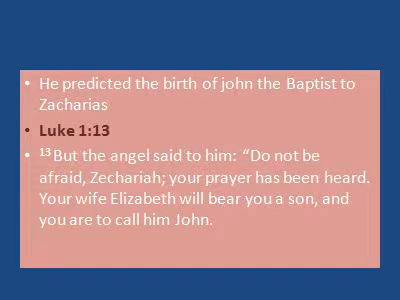 • He predicted the birth of john the Baptist to
Zacharias
• Luke 1:13
• 13 But the angel said to him: “Do not be
afraid, Zechariah; your prayer has been heard.
Your wife Elizabeth will bear you a son, and
you are to call him John.